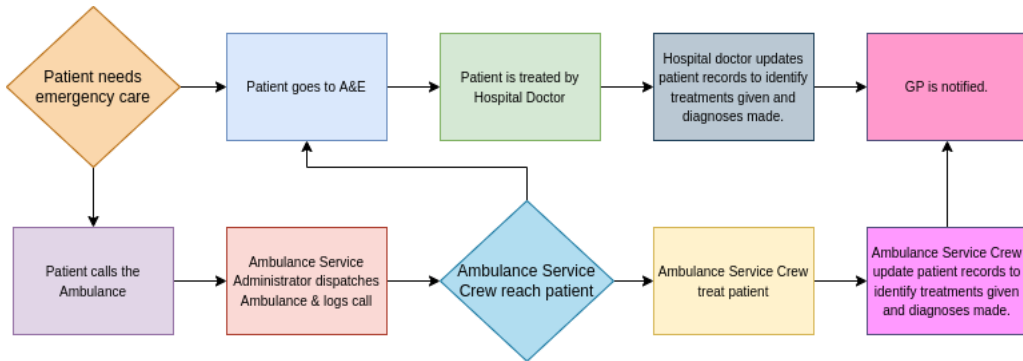 Patient needs
emergency care
Patient goes to A&E
Patient is treated by
Hospital Doctor
Hospital doctor updates
patient records to identify
treatments given and
diagnoses made.
GP is notified.
Patient calls the
Ambulance
Ambulance Service
Administrator dispatches
Ambulance & logs call
Ambulance Service
Crew reach patient
Ambulance Service Crew
treat patient
Ambulance Service Crew
update patient records to
identify treatments given
and diagnoses made.